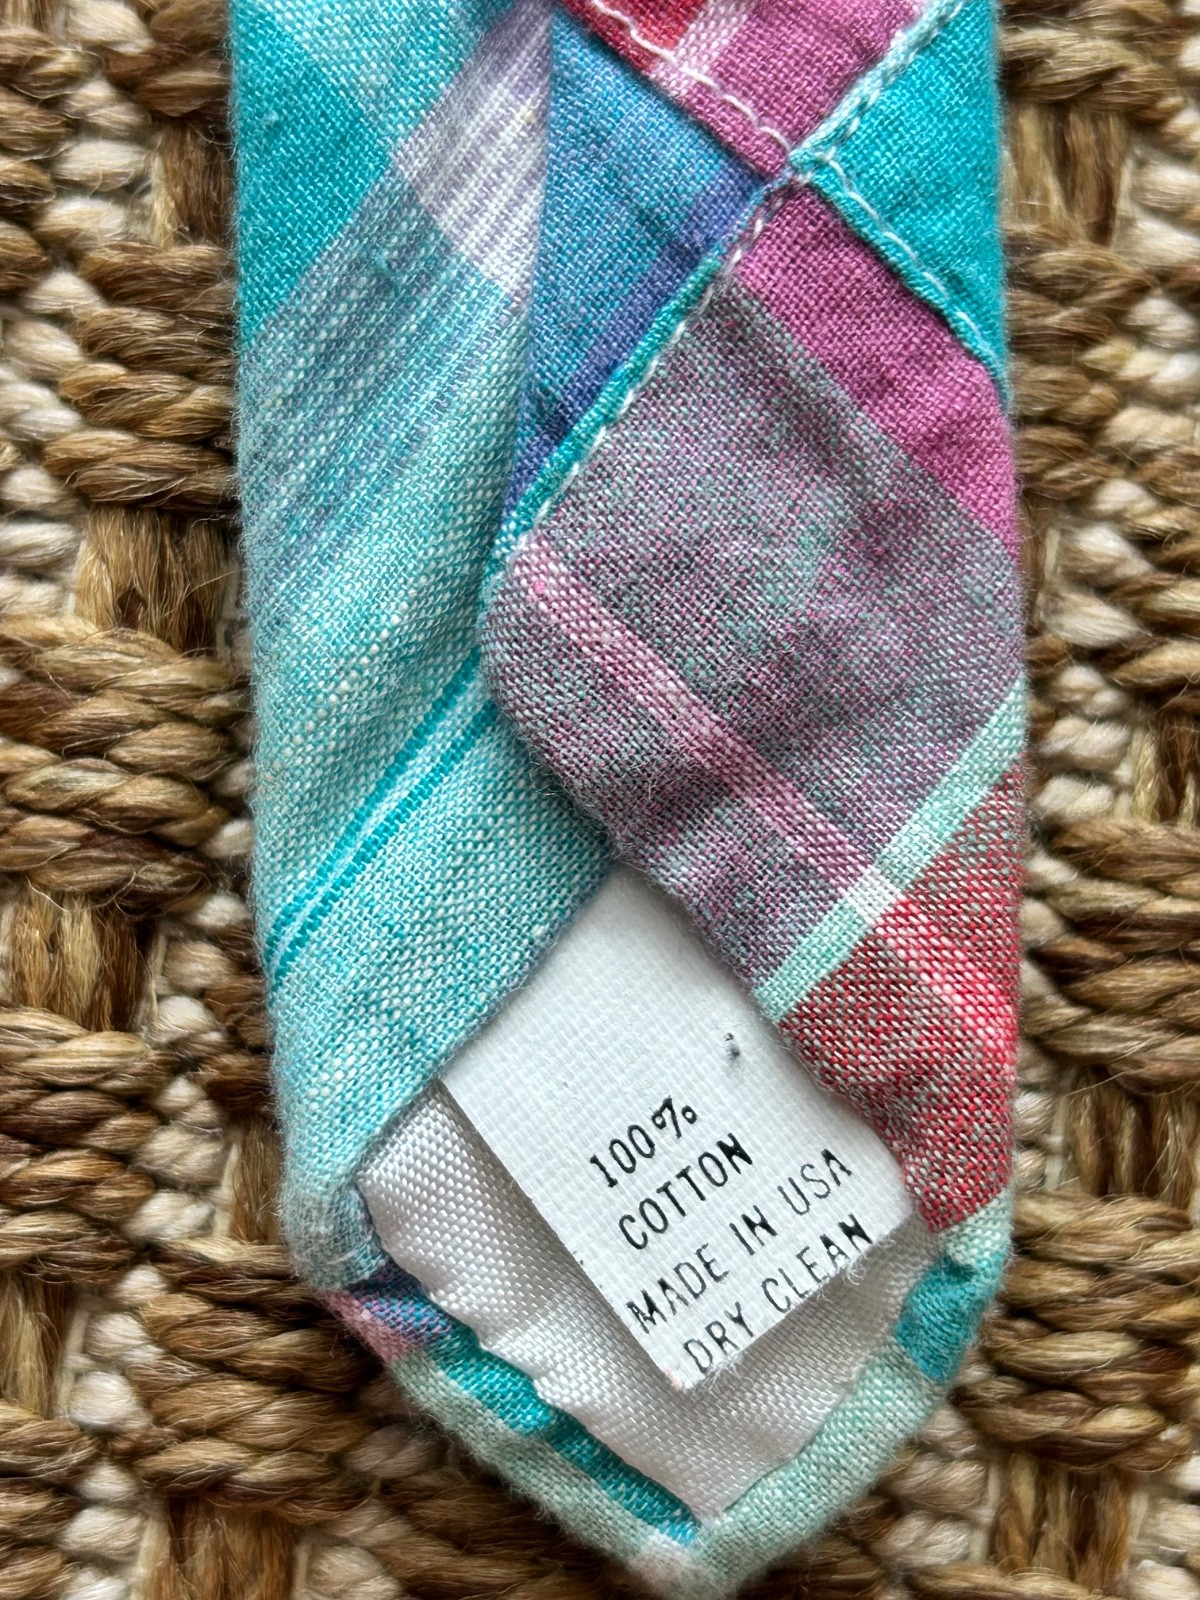 100%
COTTON
MADE IN USA
DRY CLEAN